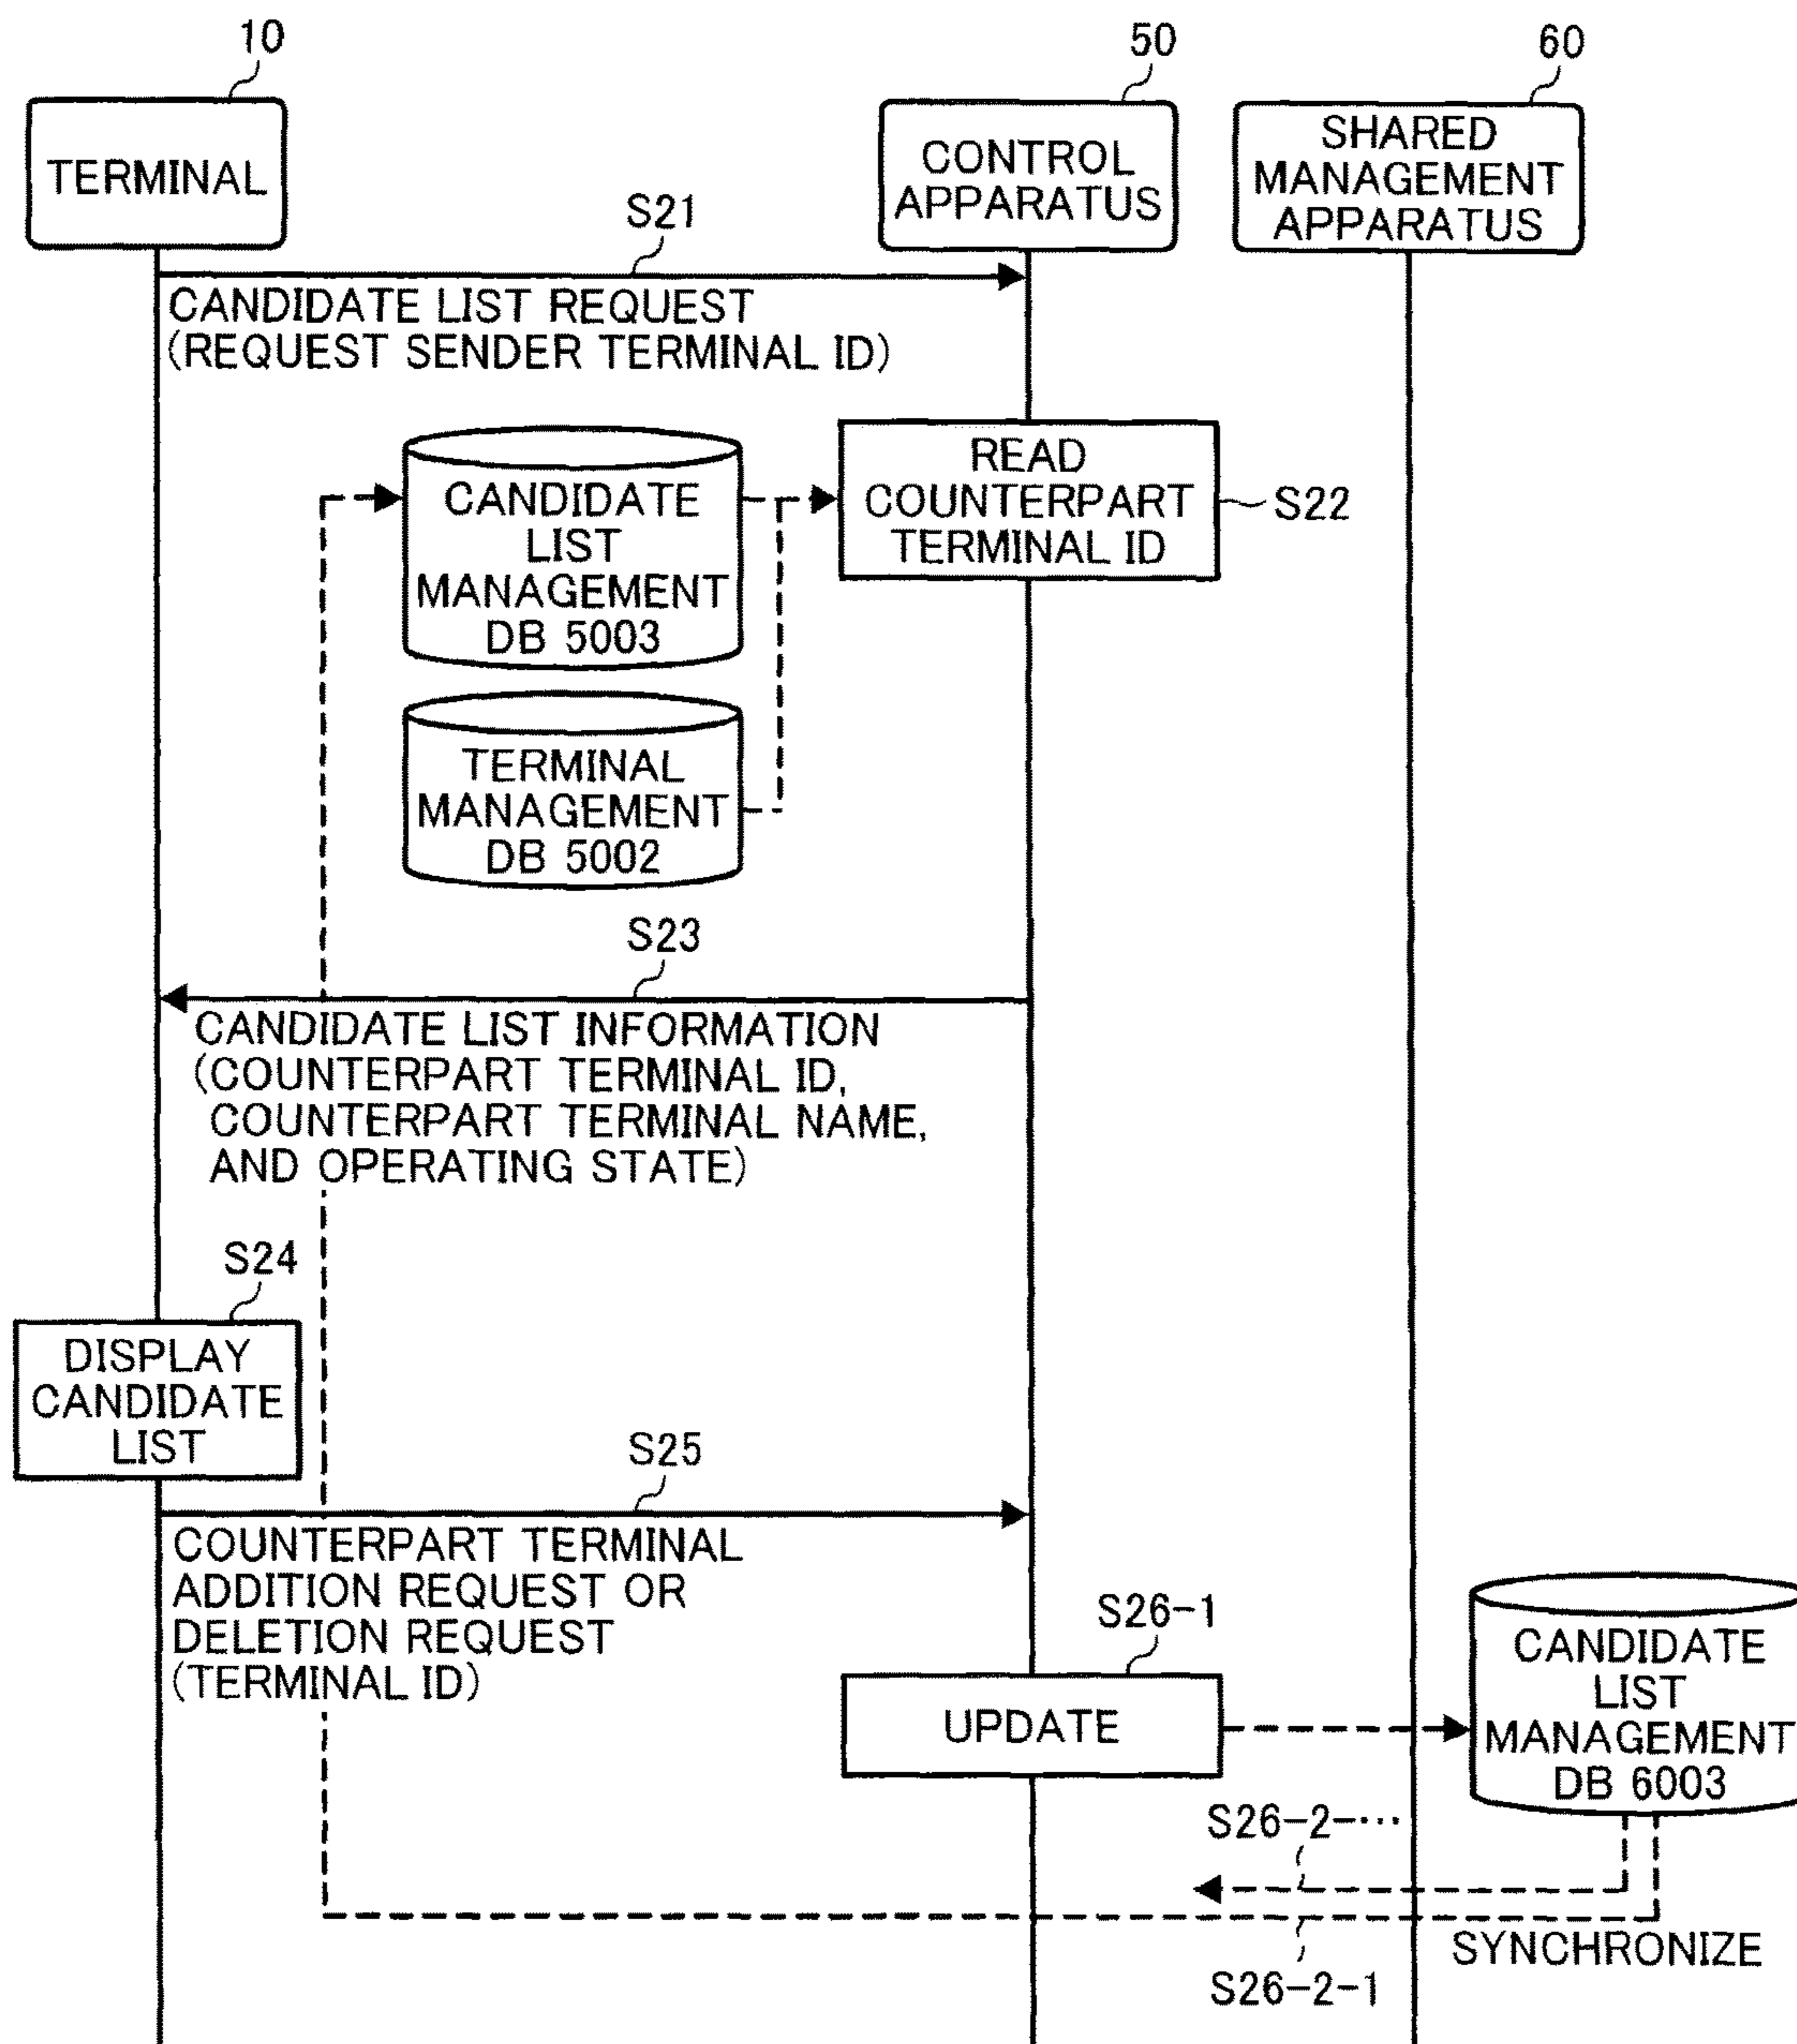 10
50
60
TERMINAL
CONTROL
APPARATUS
SHARED
MANAGEMENT
APPARATUS
S21
CANDIDATE LIST REQUEST
(REQUEST SENDER TERMINAL ID)
CANDIDATE
LIST
MANAGEMENT
DB 5003
READ
COUNTERPART
TERMINAL ID
S22
TERMINAL
MANAGEMENT
DB 5002
S23
CANDIDATE LIST INFORMATION
(COUNTERPART TERMINAL ID,
COUNTERPART TERMINAL NAME,
AND OPERATING STATE)
S24
DISPLAY
CANDIDATE
LIST
S25
COUNTERPART TERMINAL
ADDITION REQUEST OR
DELETION REQUEST
(TERMINAL ID)
S26-1
UPDATE
CANDIDATE
LIST
MANAGEMENT
DB 6003
S26-2-···
SYNCHRONIZE
S26-2-1